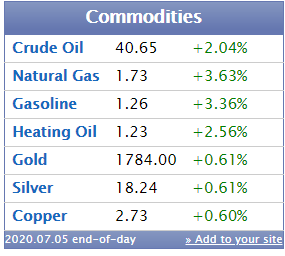 Commodities
Crude Oil 40.65 +2.04%
Natural Gas 1.73 +3.63%
Gasoline 1.26 +3.36%
Heating Oil 1.23 +2.56%
Gold 1784.00 +0.61%
Silver 18.24 +0.61%
Copper 2.73 +0.60%
2020.07.05 end-of-day » Add to your site